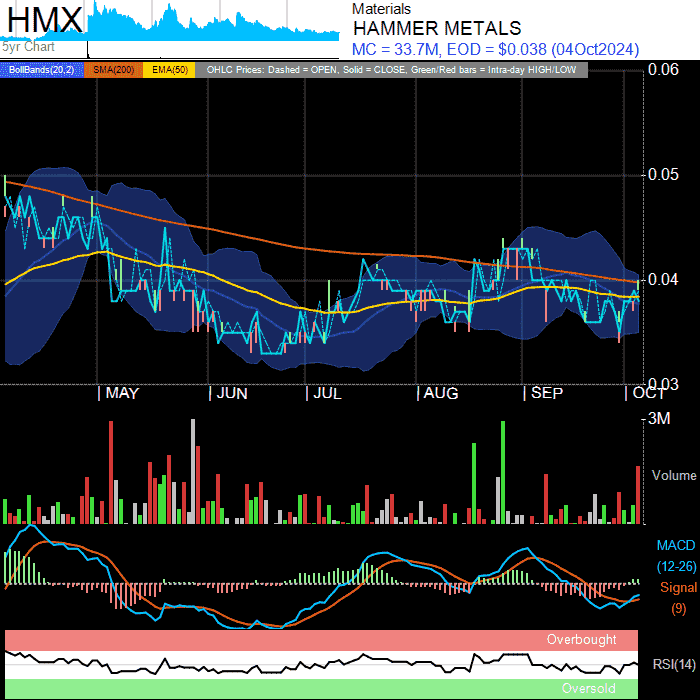 HMX
5yr Chart
Materials
HAMMER METALS
MC = 33.7M, EOD = $0.038 (04Oct2024)
BollBands(20,2) SMA(200) EMA(50) OHLC Prices: Dashed = OPEN, Solid = CLOSE, Green/Red bars = Intra-day HIGH/LOW
0.06
0.05
0.04
0.03
MAY JUN JUL AUG SEP OCT
3M
Volume
MACD
(12-26)
Signal
(9)
Overbought
RSI(14)
Oversold